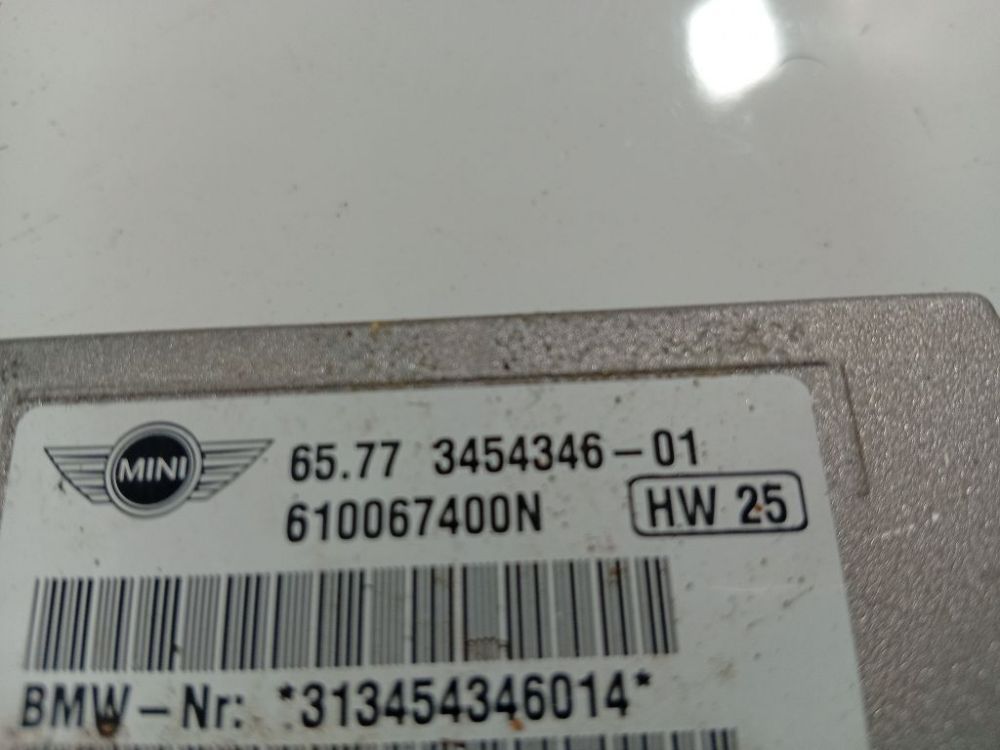 MINI
65.77 3454346-01
610067400N HW 25
BMW-Nr: *313454346014*